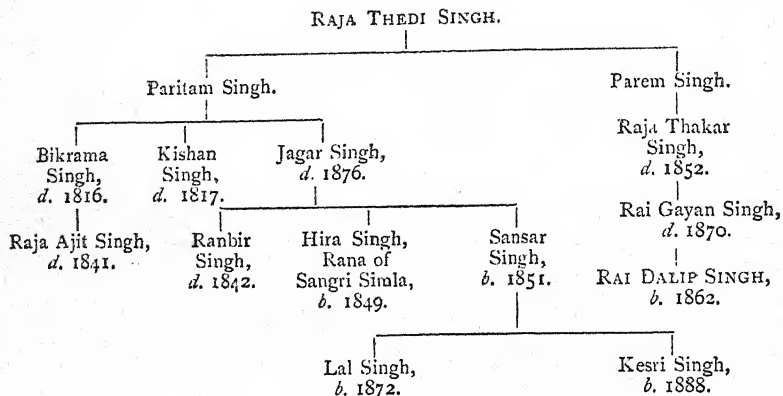 RAJA THEDI SINGH.
Paritam Singh.
Parem Singh.
Bikrama
Singh,
d. 1816.
Kishan
Singh,
d. 1817.
Jagar Singh,
d. 1876.
Raja Thakar
Singh,
d. 1852.
Raja Ajit Singh,
d. 1841.
Ranbir
Singh,
d. 1842.
Hira Singh,
Rana of
Sangri Simla,
b. 1849.
Sansar
Singh,
b. 1851.
Rai Gayan Singh,
d. 1870.
RAI DALIP SINGH,
b. 1862.
Lal Singh,
b. 1872.
Kesri Singh,
b. 1888.